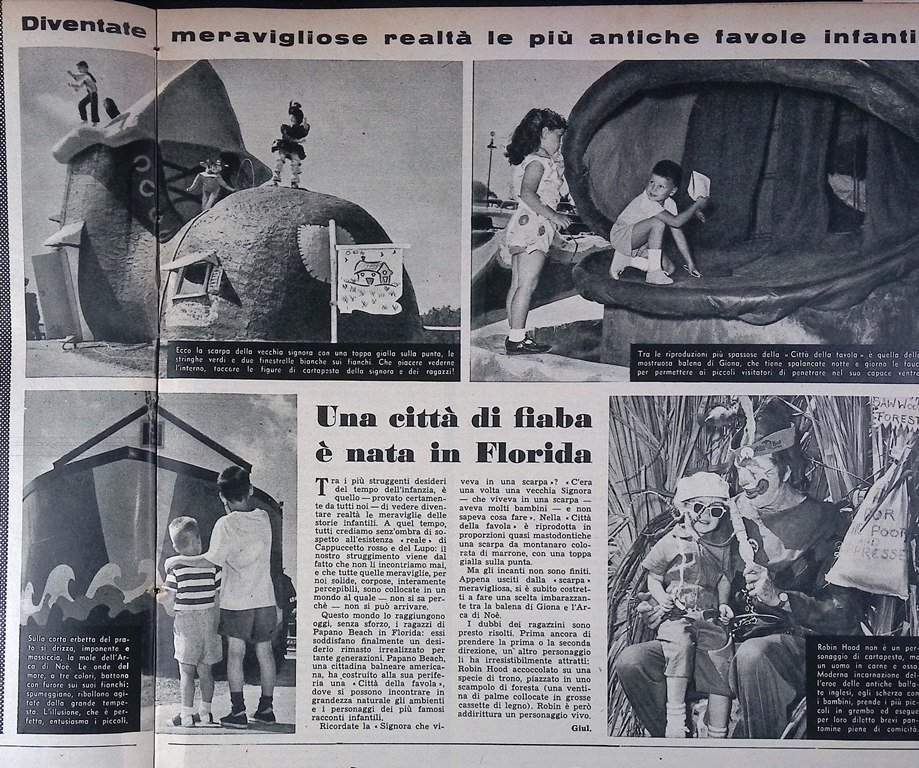 Diventate meravigliose realtà le più antiche favole infanti
Ecco la scarpa della vecchia signora con una toppa gialla sulla punta, le
stringhe verdi e due finestrelle bianche sui fianchi. Che piacere vederne
l'interno, toccare le figure di cartapesta della signora e dei ragazzi!
Tra le riproduzioni più spassose della « Città della favola » è quella della
mostruosa balena di Giona, che tiene spalancate notte e giorno le fauci
per permettere ai piccoli visitatori di penetrare nel suo capace ventre
Una città di fiaba
è nata in Florida
Tra i più struggenti desideri
del tempo dell'infanzia, è
quello — provato certamen-
te da tutti noi — di vedere diven-
tare realtà le meraviglie delle
storie infantili. A quel tempo,
tutti crediamo senz'ombra di so-
spetto all'esistenza « reale » di
Cappuccetto rosso e del Lupo: il
nostro struggimento viene dal
fatto che non li incontriamo mai,
e che tutte quelle meraviglie, per
noi solide, corpose, interamente
percepibili, sono collocate in un
mondo al quale — non si sa per-
chè — non si può arrivare.
Questo mondo lo raggiungono
oggi, senza sforzo, i ragazzi di
Papano Beach in Florida: essi
soddisfano finalmente un desi-
derio rimasto irrealizzato per
tante generazioni. Papano Beach,
una cittadina balneare america-
na, ha costruito alla sua perife-
ria una « Città della favola »,
dove si possono incontrare in
grandezza naturale gli ambienti
e i personaggi dei più famosi
racconti infantili.
Ricordate la « Signora che vi-
veva in una scarpa »? « C'era
una volta una vecchia Signora
— che viveva in una scarpa —
aveva molti bambini — e non
sapeva cosa fare ». Nella « Città
della favola » è riprodotta in
proporzioni quasi mastodontiche
una scarpa da montanaro colo-
rata di marrone, con una toppa
gialla sulla punta.
Ma gli incanti non sono finiti.
Appena usciti dalla « scarpa »
meravigliosa, si è subito costret-
ti a fare una scelta imbarazzan-
te tra la balena di Giona e l'Ar-
ca di Noè.
I dubbi dei ragazzini sono
presto risolti. Prima ancora di
prendere la prima o la seconda
direzione, un' altro personaggio
li ha irresistibilmente attratti:
Robin Hood accoccolato su una
specie di trono, piazzato in uno
scampolo di foresta (una venti-
na di palme collocate in grosse
cassette di legno). Robin è però
addirittura un personaggio vivo.
Giul.
Sulla corta erbetta del pra-
to si drizza, imponente e
massiccia, la mole dell'Ar-
ca di Noè. Le onde del
mare, a tre colori, battono
con furore sui suoi fianchi:
spumeggiano, ribollono agi-
tate dalla grande tempe-
sta. L'illusione, che è per-
fetta, entusiasma i piccoli.
FOREST
POOR
Robin Hood non è un per-
sonaggio di cartapesta, ma
un uomo in carne e ossa.
Moderna incarnazione del-
l'eroe delle antiche balla-
te inglesi, egli scherza con
i bambini, prende i più pic-
coli in grembo ed esegue
per loro diletto brevi pan-
tomine piene di comicità.